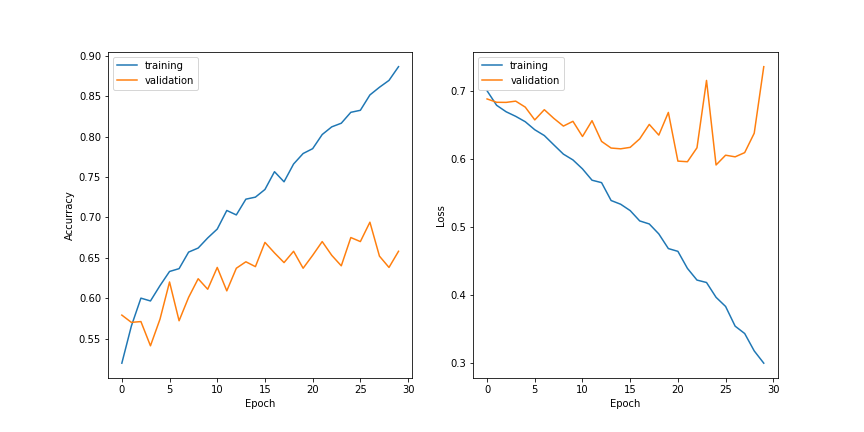 training
validation
0.90
0.85
0.80
0.75
0.70
0.65
0.60
0.55
Accurracy
0 5 10 15 20 25 30
Epoch
training
validation
0.7
0.6
0.5
0.4
0.3
Loss
0 5 10 15 20 25 30
Epoch